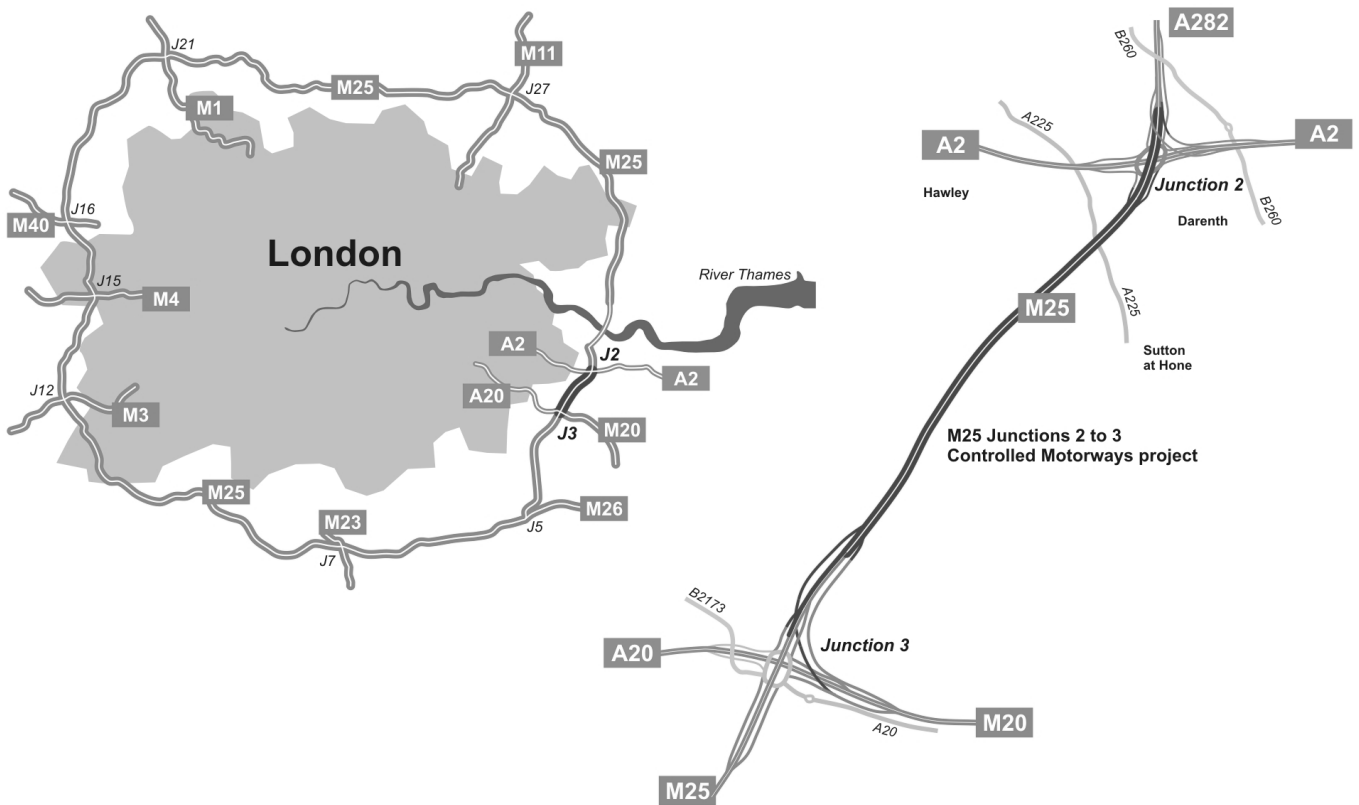 J21
M1
M25
M11
J27
M25
M40
J16
London
J15
M4
River Thames
A2
J2
A2
A20
J3
M20
J12
M3
M25
M23
J7
J5
M26
A282
B260
A225
A2
A2
Junction 2
Hawley
Darenth
B260
M25
A225
Sutton
at Hone
M25 Junctions 2 to 3
Controlled Motorways project
B2173
A20
Junction 3
A20
M20
M25